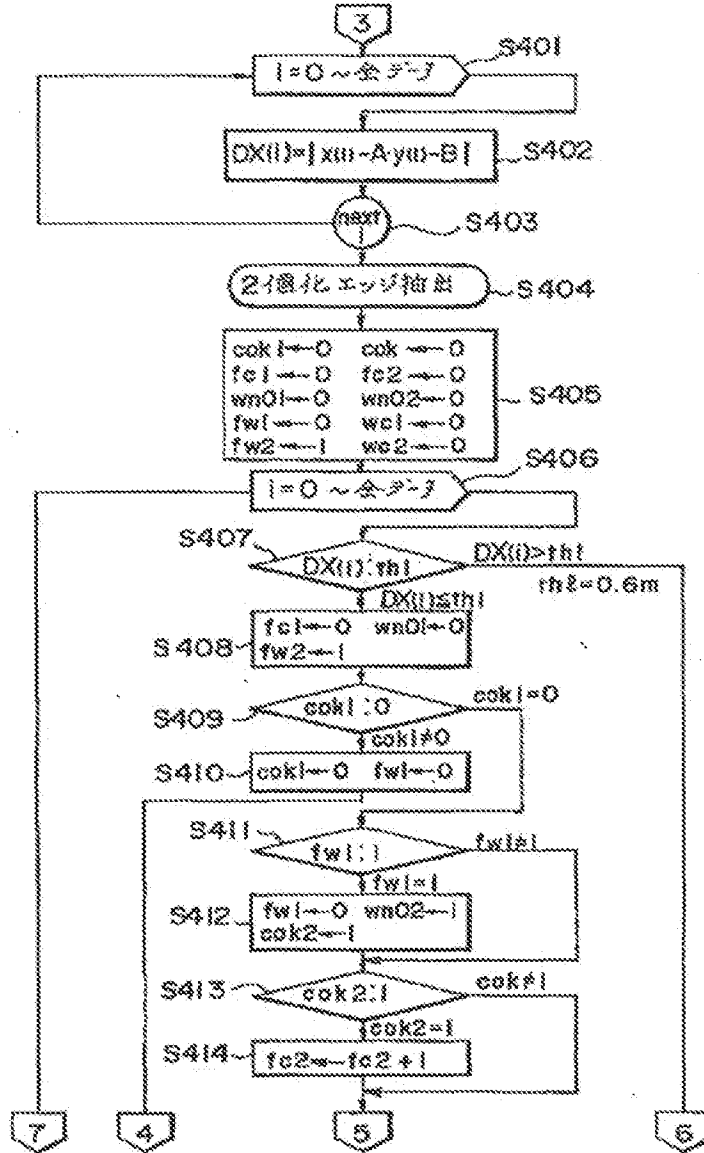 3
S401
i=0～全データ
DX(i)=|x(i)-A·y(i)-B|
S402
next
i
S403
2値化エッジ抽出
S404
cok1←0 cok←0
fc1←0 fc2←0
wn01←0 wn02←0
fw1←0 wc1←0
fw2←1 wc2←0
S405
S406
i=0～全データ
S407
DX(i):th1
DX(i)>th1
th2=0.6m
DX(i)≦th1
fc1←0 wn01←0
fw2←1
S408
cok1:0
cok1=0
S409
cok1≠0
S410
cok1←0 fw1←0
S411
fw1:1
fw1≠1
fw1=1
S412
fw1←0 wn02←1
cok2←1
S413
cok2:1
cok≠1
cok2=1
S414
fc2←fc2+1
7
4
5
6